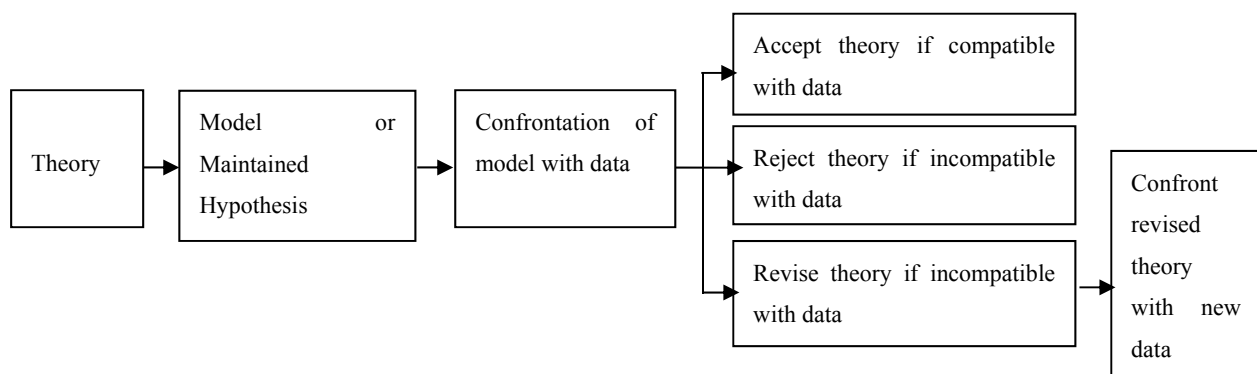 Theory
Model or
Maintained
Hypothesis
Confrontation of
model with data
Accept theory if compatible
with data
Reject theory if incompatible
with data
Revise theory if incompatible
with data
Confront
revised
theory
with new
data